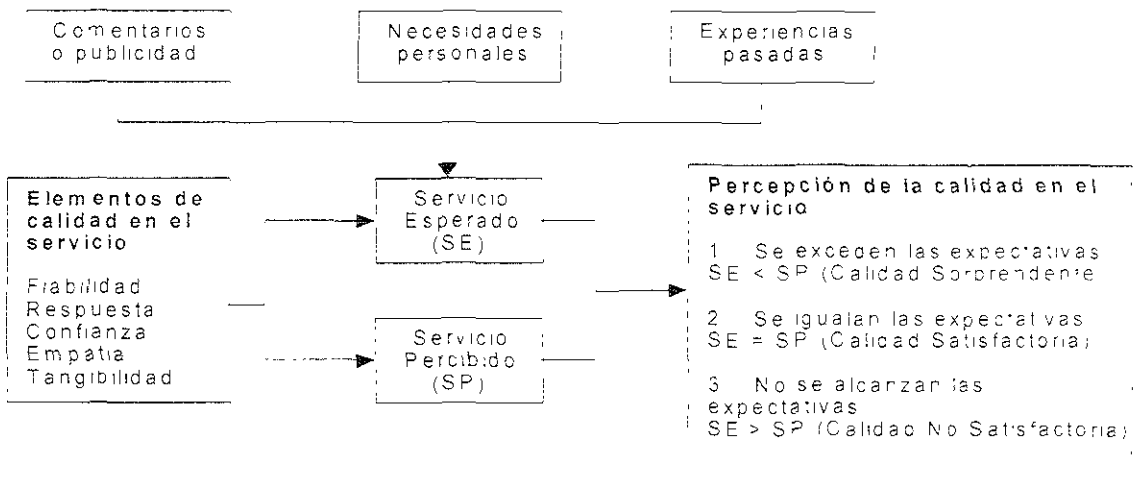 Comentarios
o publicidad
Necesidades
personales
Experiencias
pasadas
Elementos de
calidad en el
servicio
Fiabilidad
Respuesta
Confianza
Empatia
Tangibilidad
Servicio
Esperado
(SE)
Servicio
Percibido
(SP)
Percepción de la calidad en el
servicio
1 Se exceden las expectativas
SE < SP (Calidad Sorprendente
2 Se igualan las expectativas
SE = SP (Calidad Satisfactoria)
3 No se alcanzan las
expectativas
SE > SP (Calidad No Satisfactoria)